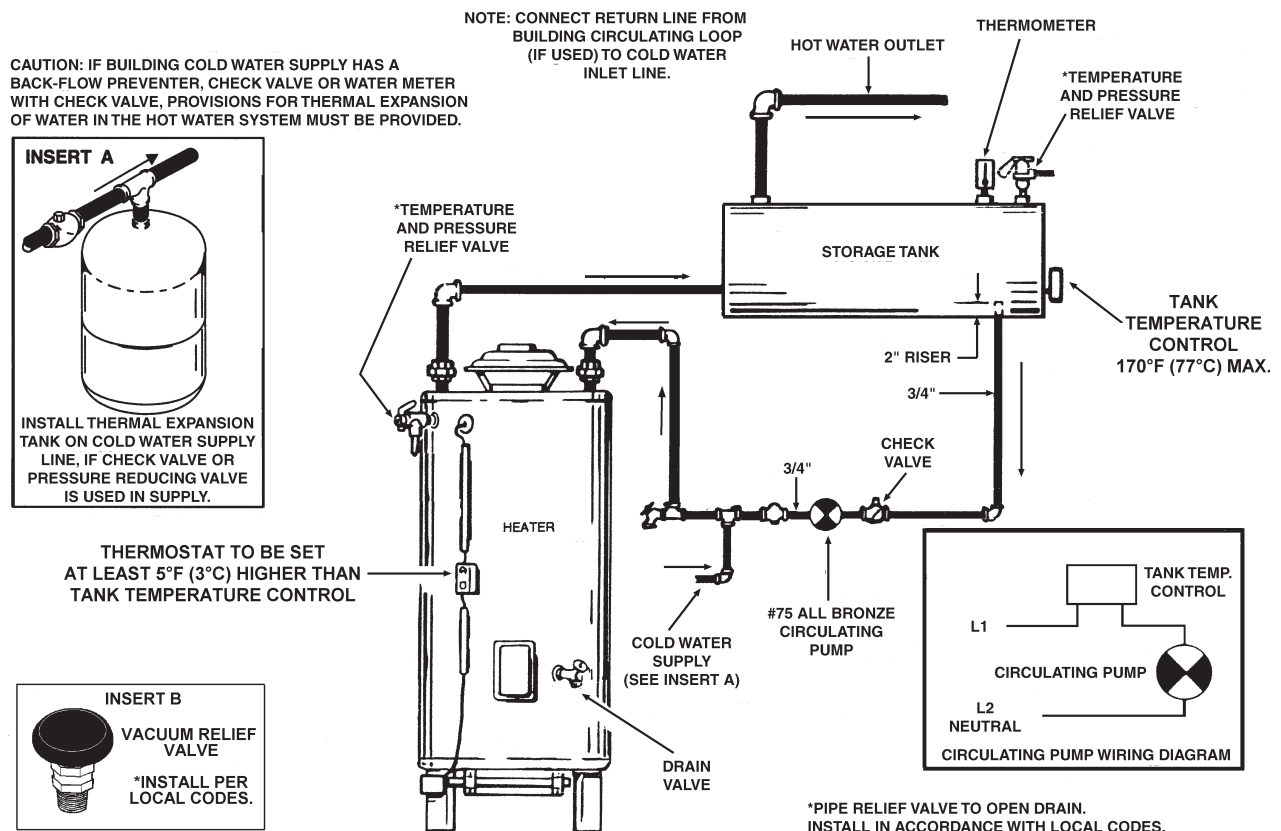 NOTE: CONNECT RETURN LINE FROM
BUILDING CIRCULATING LOOP
(IF USED) TO COLD WATER
INLET LINE.
CAUTION: IF BUILDING COLD WATER SUPPLY HAS A
BACK-FLOW PREVENTER, CHECK VALVE OR WATER METER
WITH CHECK VALVE, PROVISIONS FOR THERMAL EXPANSION
OF WATER IN THE HOT WATER SYSTEM MUST BE PROVIDED.
INSERT A
INSTALL THERMAL EXPANSION
TANK ON COLD WATER SUPPLY
LINE, IF CHECK VALVE OR
PRESSURE REDUCING VALVE
IS USED IN SUPPLY.
HOT WATER OUTLET
THERMOMETER
*TEMPERATURE
AND PRESSURE
RELIEF VALVE
*TEMPERATURE
AND PRESSURE
RELIEF VALVE
STORAGE TANK
TANK
TEMPERATURE
CONTROL
170°F (77°C) MAX.
2" RISER
3/4"
CHECK
VALVE
3/4"
HEATER
THERMOSTAT TO BE SET
AT LEAST 5°F (3°C) HIGHER THAN
TANK TEMPERATURE CONTROL
COLD WATER
SUPPLY
(SEE INSERT A)
#75 ALL BRONZE
CIRCULATING
PUMP
DRAIN
VALVE
TANK TEMP.
CONTROL
L1
CIRCULATING PUMP
L2
NEUTRAL
CIRCULATING PUMP WIRING DIAGRAM
INSERT B
VACUUM RELIEF
VALVE
*INSTALL PER
LOCAL CODES.
*PIPE RELIEF VALVE TO OPEN DRAIN.
INSTALL IN ACCORDANCE WITH LOCAL CODES.